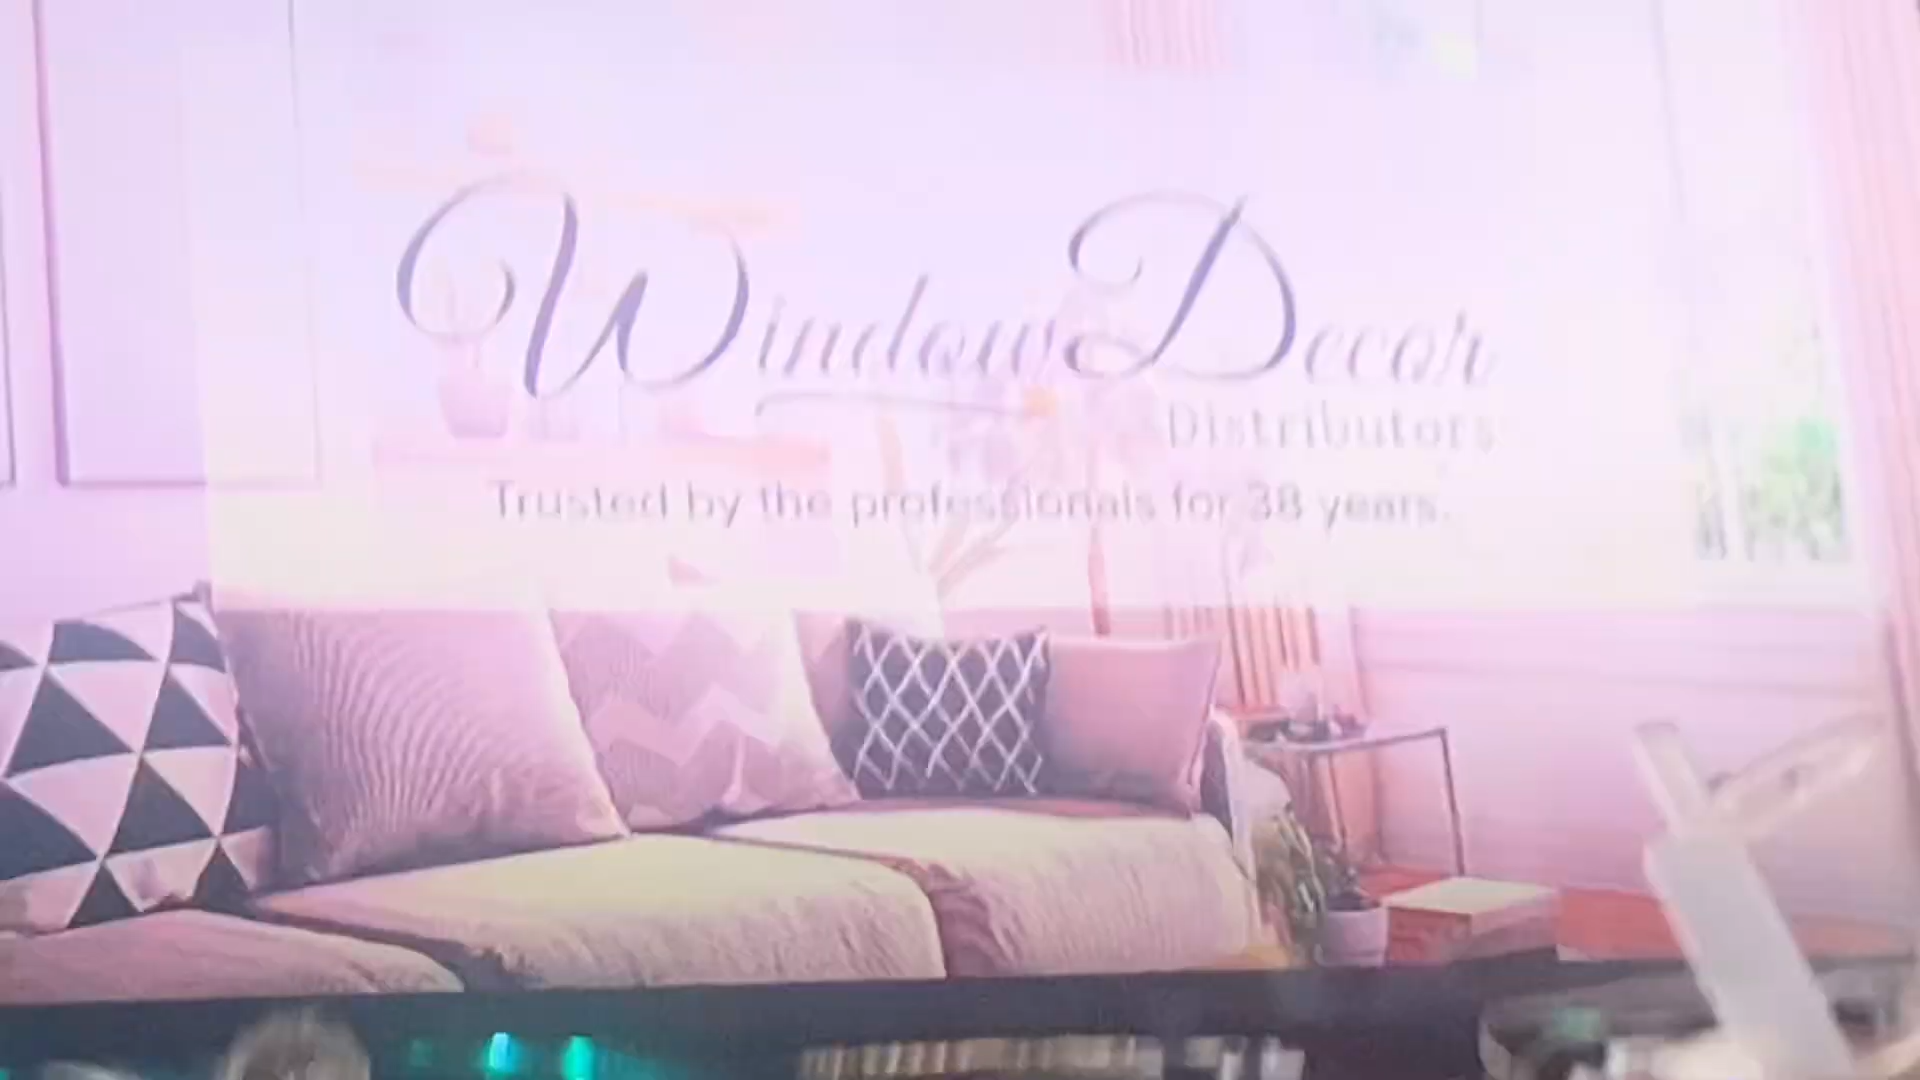 Window Decor
Distributors
Trusted by the professionals for 38 years.